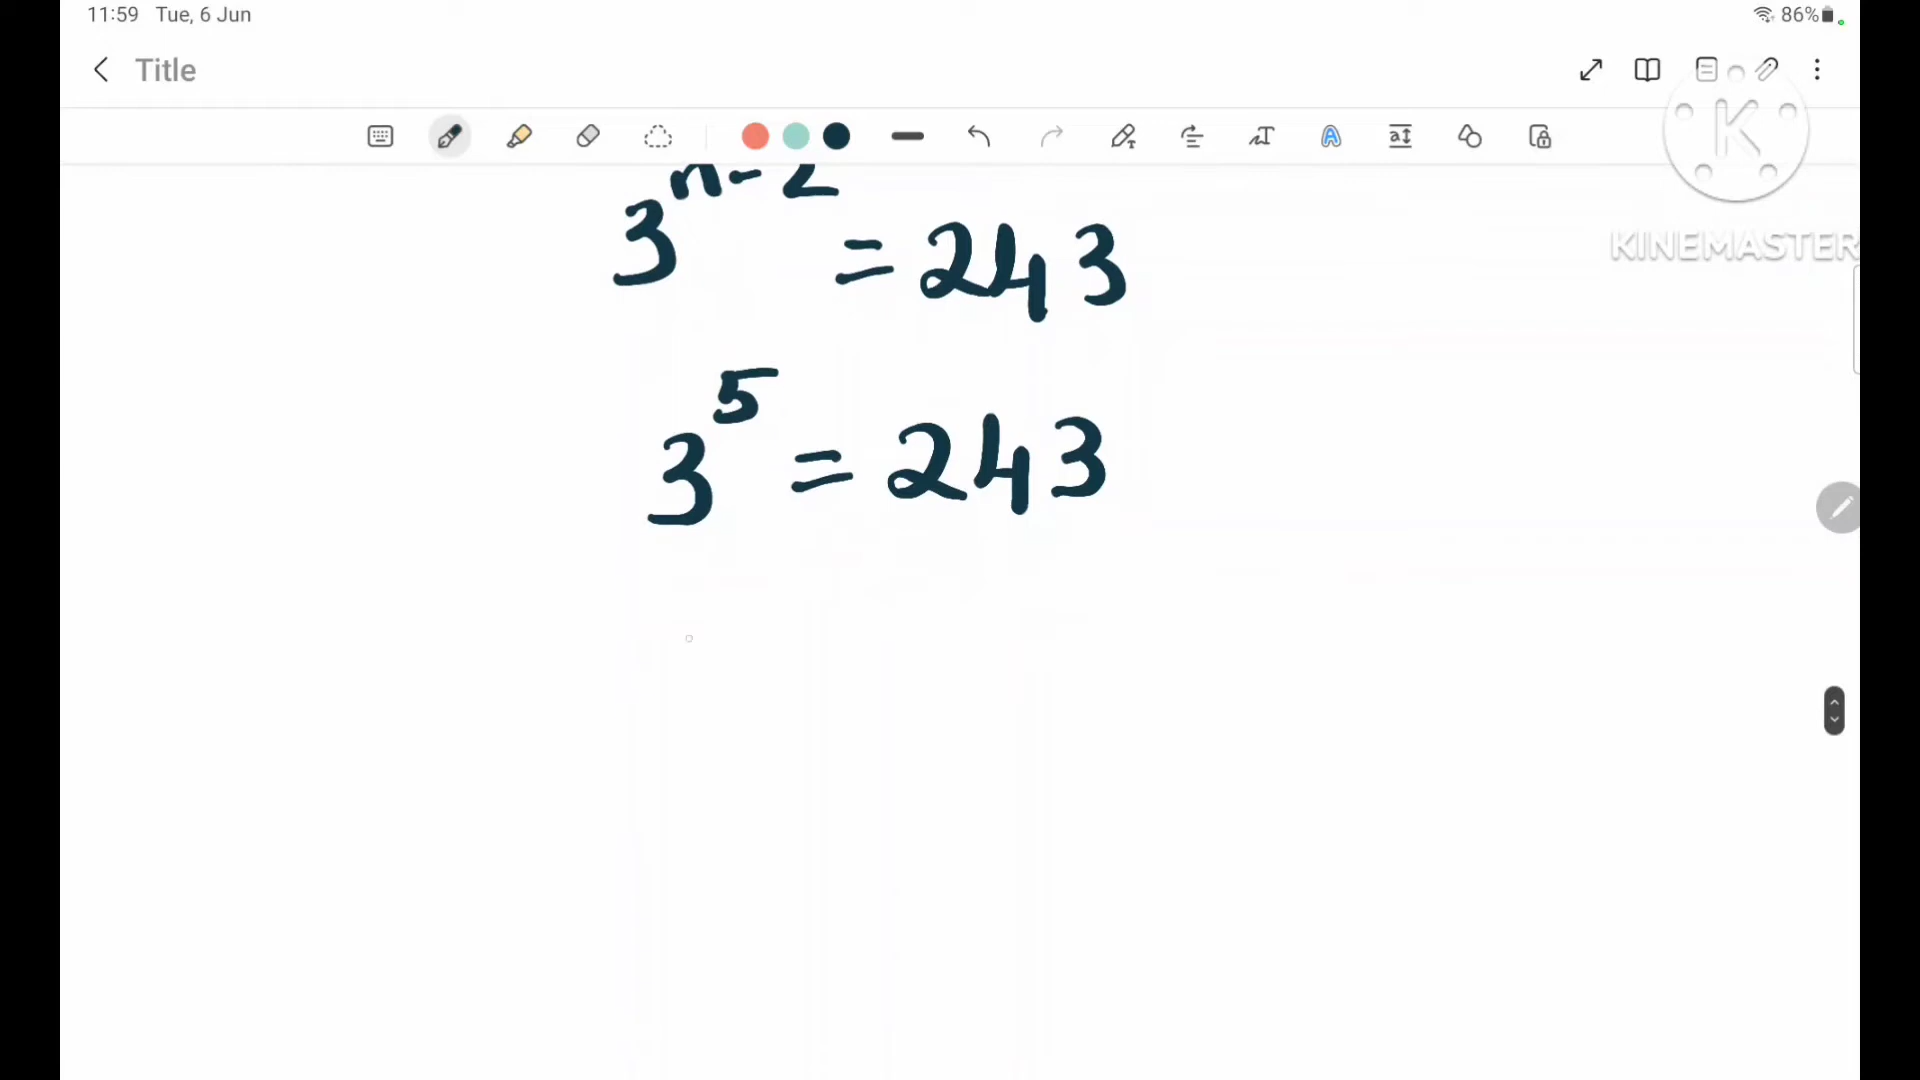 11:59 Tue, 6 Jun
86%
Title
K
KINEMASTER
3^{n-2} = 243
3^5 = 243